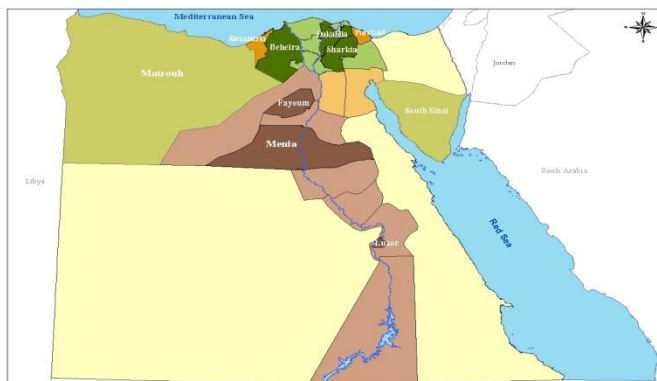 Mediterranean Sea
Alexandria
Beheira
Dakahlia
Port Said
Sharkia
Jordan
Matrouh
Fayoum
South Sinai
Menia
Saudi Arabia
Libya
Red Sea
Luxor